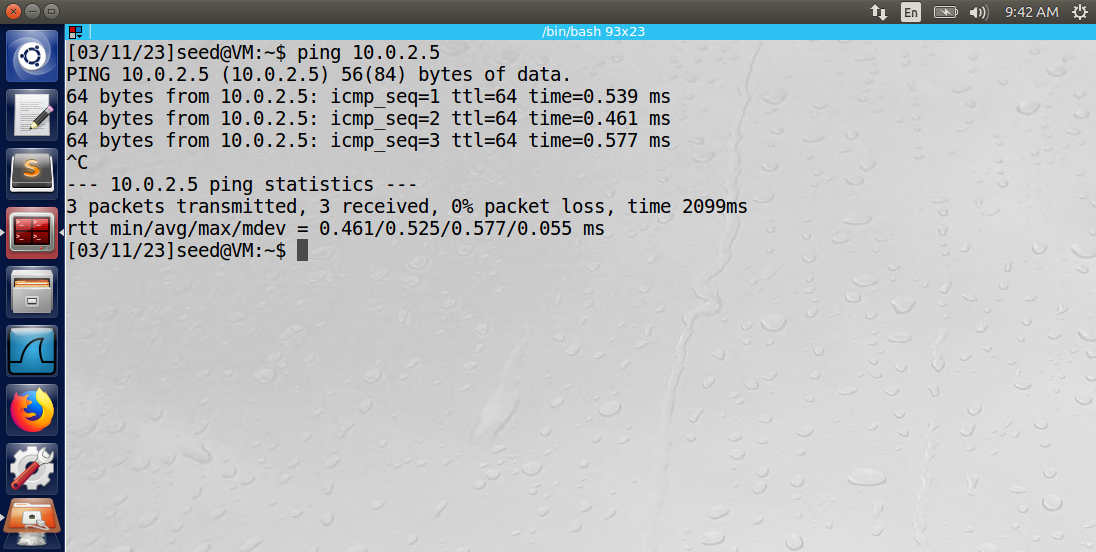 En
9:42 AM
/bin/bash 93x23
[03/11/23]seed@VM:~$ ping 10.0.2.5
PING 10.0.2.5 (10.0.2.5) 56(84) bytes of data.
64 bytes from 10.0.2.5: icmp_seq=1 ttl=64 time=0.539 ms
64 bytes from 10.0.2.5: icmp_seq=2 ttl=64 time=0.461 ms
64 bytes from 10.0.2.5: icmp_seq=3 ttl=64 time=0.577 ms
^C
--- 10.0.2.5 ping statistics ---
3 packets transmitted, 3 received, 0% packet loss, time 2099ms
rtt min/avg/max/mdev = 0.461/0.525/0.577/0.055 ms
[03/11/23]seed@VM:~$